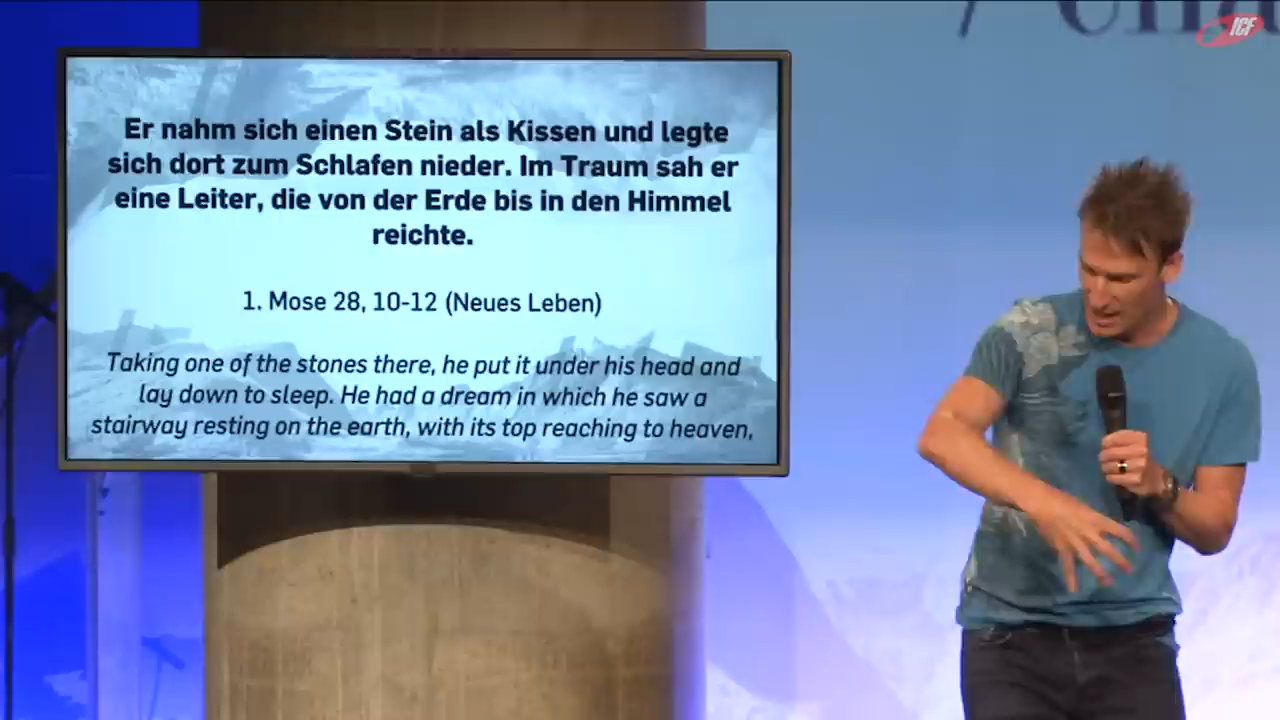 ICF
Er nahm sich einen Stein als Kissen und legte
sich dort zum Schlafen nieder. Im Traum sah er
eine Leiter, die von der Erde bis in den Himmel
reichte.
1. Mose 28, 10-12 (Neues Leben)
Taking one of the stones there, he put it under his head and
lay down to sleep. He had a dream in which he saw a
stairway resting on the earth, with its top reaching to heaven,